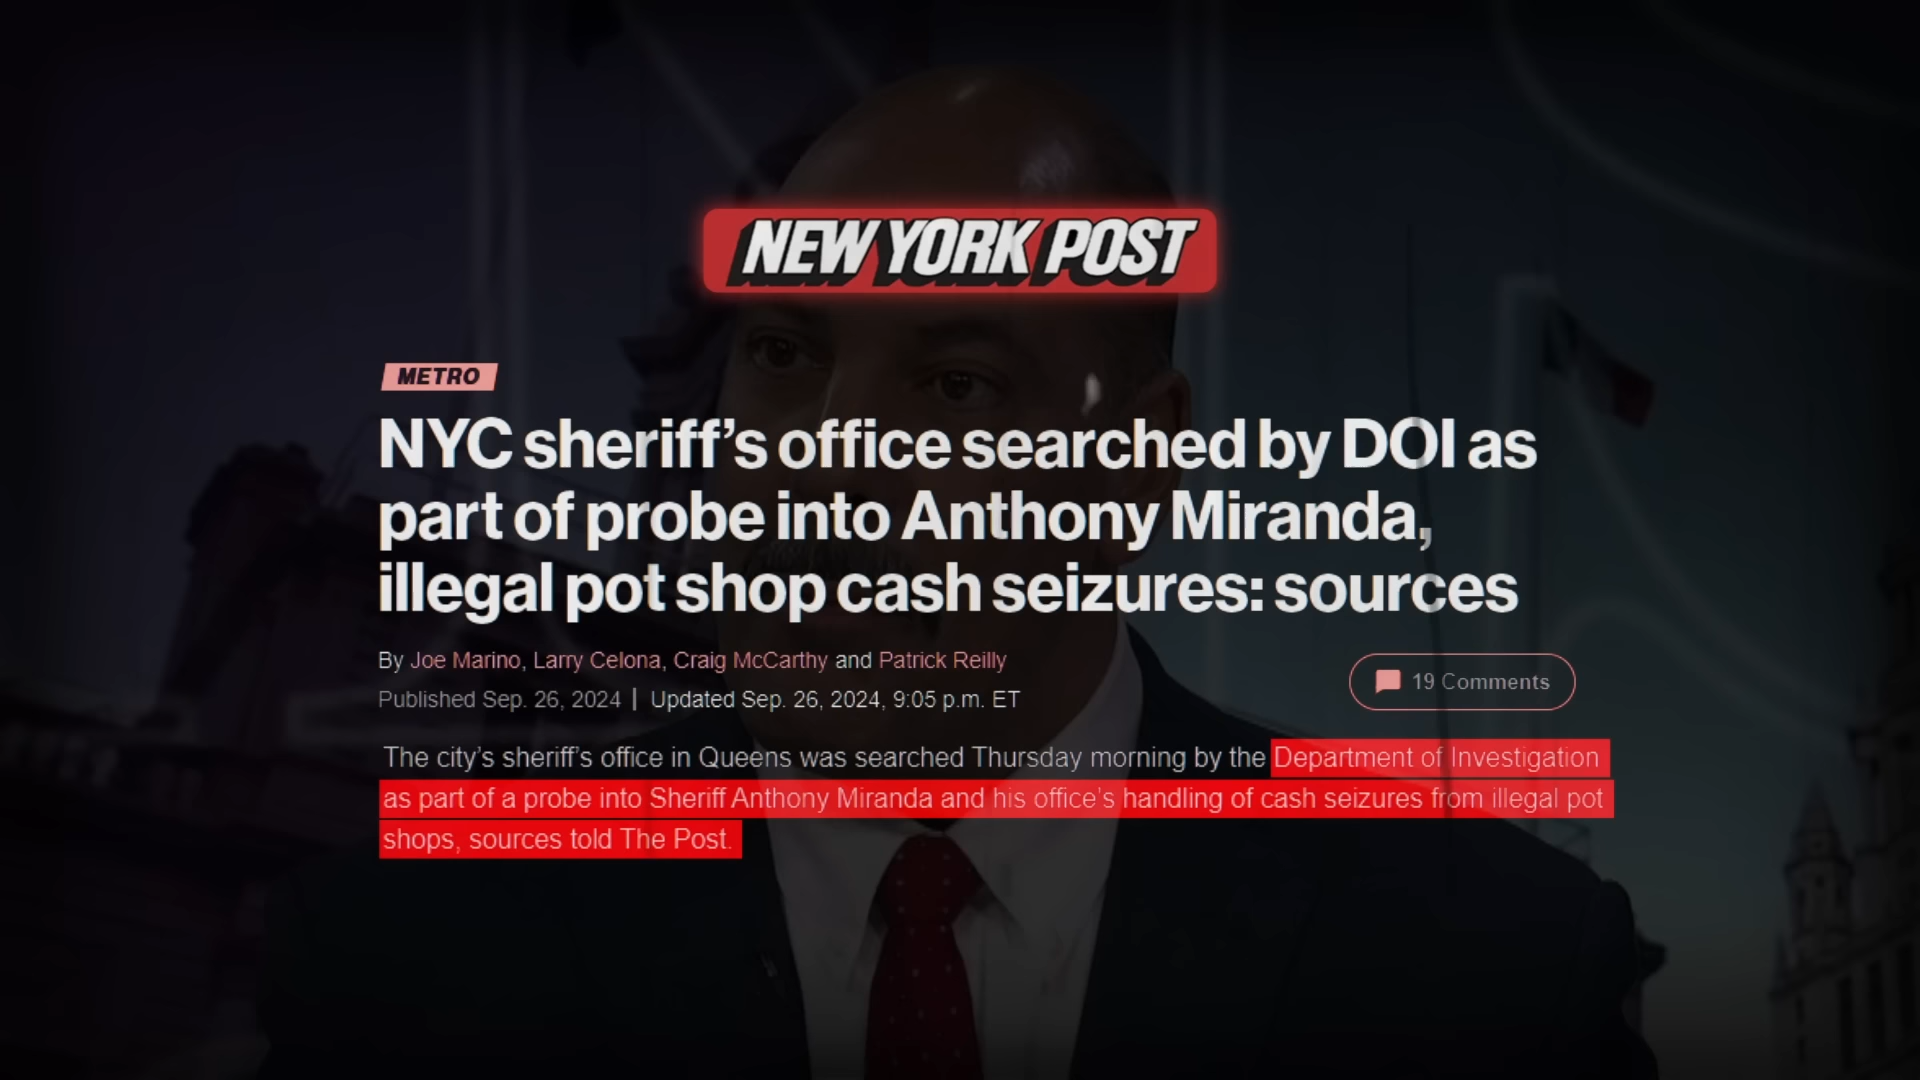 NEW YORK POST
METRO
NYC sheriff’s office searched by DOI as
part of probe into Anthony Miranda,
illegal pot shop cash seizures: sources
By Joe Marino, Larry Celona, Craig McCarthy and Patrick Reilly
Published Sep. 26, 2024 | Updated Sep. 26, 2024, 9:05 p.m. ET
19 Comments
The city’s sheriff’s office in Queens was searched Thursday morning by the Department of Investigation
as part of a probe into Sheriff Anthony Miranda and his office’s handling of cash seizures from illegal pot
shops, sources told The Post.